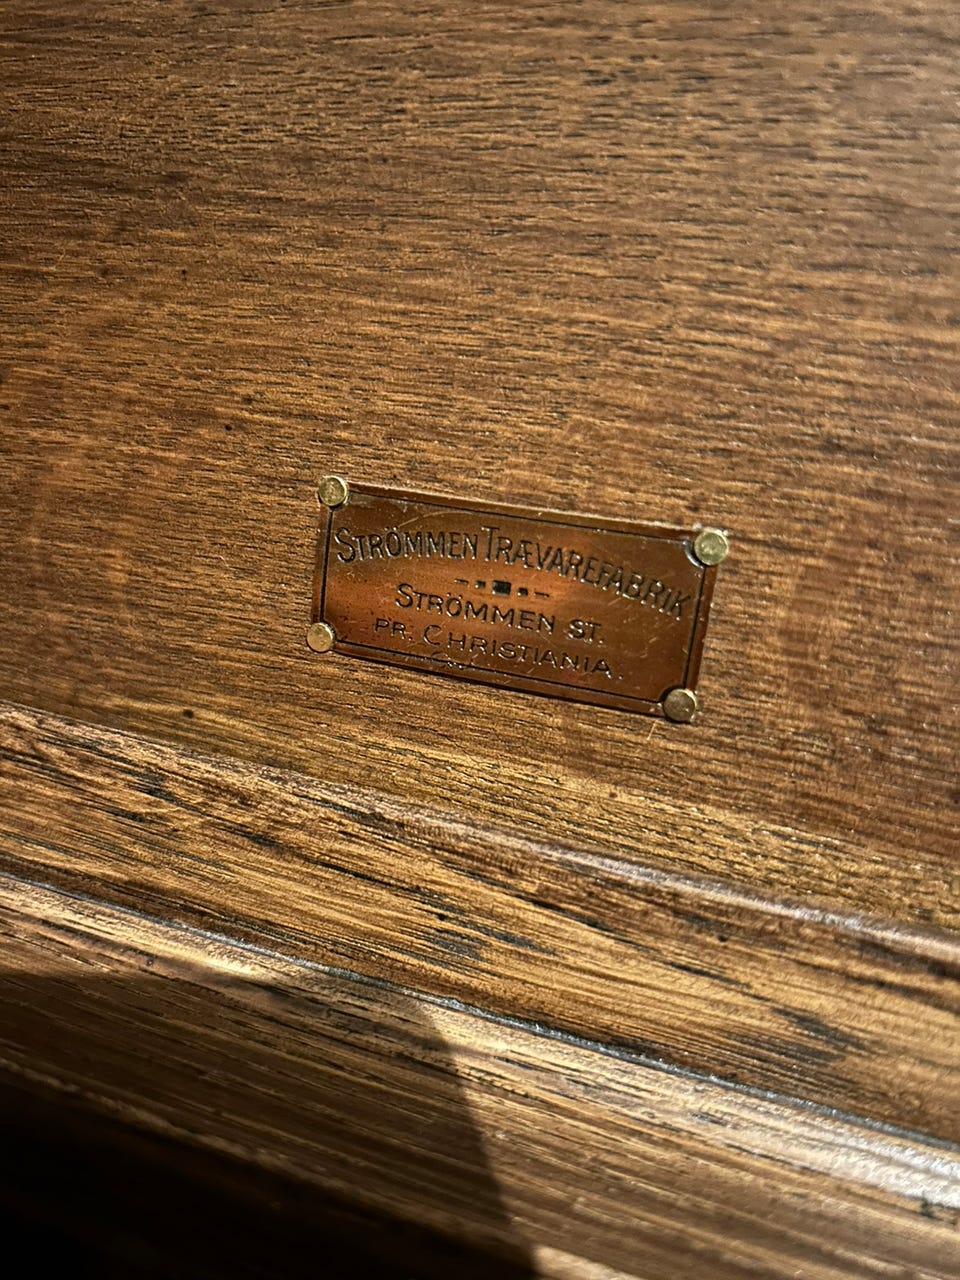 STRÖMMEN TRÆVAREFABRIK
STRÖMMEN ST.
PR. CHRISTIANIA.